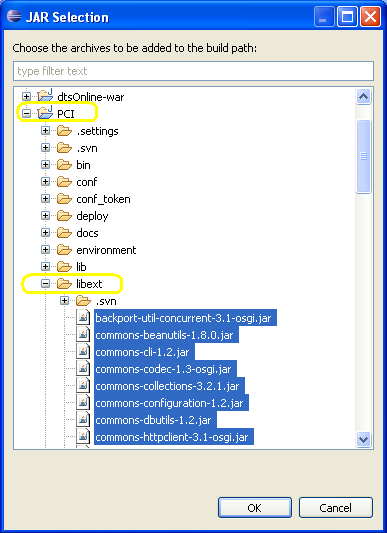 JAR Selection
Choose the archives to be added to the build path:
type filter text
dtsOnline-war
PCI
.settings
.svn
bin
conf
conf_token
deploy
docs
environment
lib
libext
.svn
backport-util-concurrent-3.1-osgi.jar
commons-beanutils-1.8.0.jar
commons-cli-1.2.jar
commons-codec-1.3-osgi.jar
commons-collections-3.2.1.jar
commons-configuration-1.2.jar
commons-dbutils-1.2.jar
commons-httpclient-3.1-osgi.jar
OK Cancel